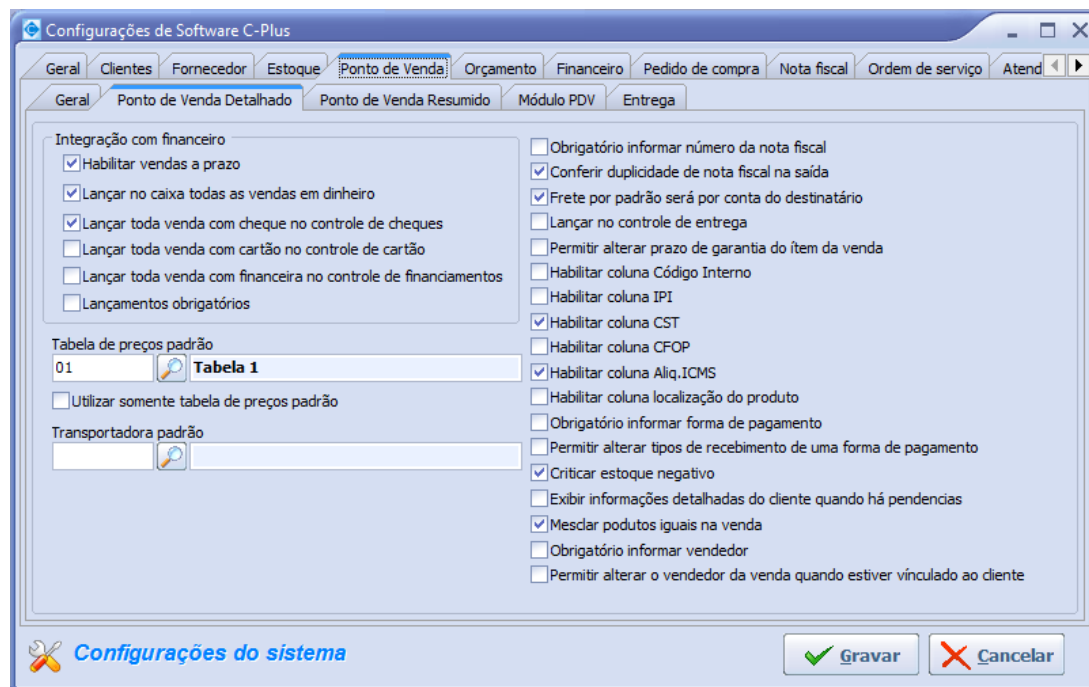 Configurações de Software C-Plus
Geral Clientes Fornecedor Estoque Ponto de Venda Orçamento Financeiro Pedido de compra Nota fiscal Ordem de serviço Atend
Geral Ponto de Venda Detalhado Ponto de Venda Resumido Módulo PDV Entrega
Integração com financeiro
Habilitar vendas a prazo
Lançar no caixa todas as vendas em dinheiro
Lançar toda venda com cheque no controle de cheques
Lançar toda venda com cartão no controle de cartão
Lançar toda venda com financeira no controle de financiamentos
Lançamentos obrigatórios
Tabela de preços padrão
01 Tabela 1
Utilizar somente tabela de preços padrão
Transportadora padrão
Obrigatório informar número da nota fiscal
Conferir duplicidade de nota fiscal na saída
Frete por padrão será por conta do destinatário
Lançar no controle de entrega
Permitir alterar prazo de garantia do ítem da venda
Habilitar coluna Código Interno
Habilitar coluna IPI
Habilitar coluna CST
Habilitar coluna CFOP
Habilitar coluna Aliq.ICMS
Habilitar coluna localização do produto
Obrigatório informar forma de pagamento
Permitir alterar tipos de recebimento de uma forma de pagamento
Criticar estoque negativo
Exibir informações detalhadas do cliente quando há pendencias
Mesclar podutos iguais na venda
Obrigatório informar vendedor
Permitir alterar o vendedor da venda quando estiver vínculado ao cliente
Configurações do sistema
Gravar Cancelar